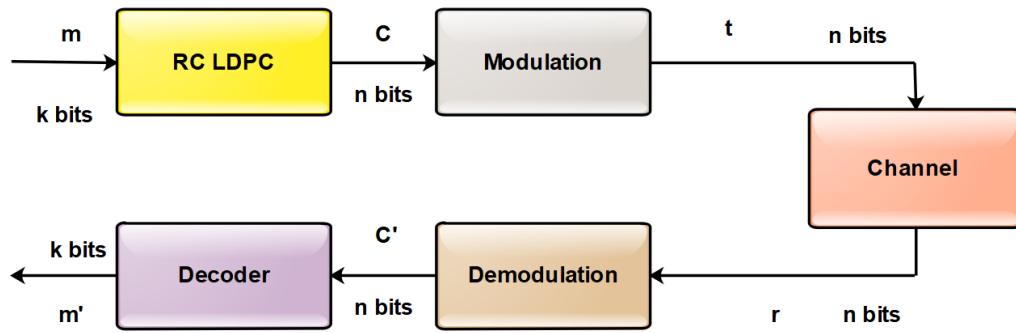 m
k bits
RC LDPC
C
n bits
Modulation
t
n bits
Channel
r
n bits
Demodulation
C'
n bits
Decoder
k bits
m'